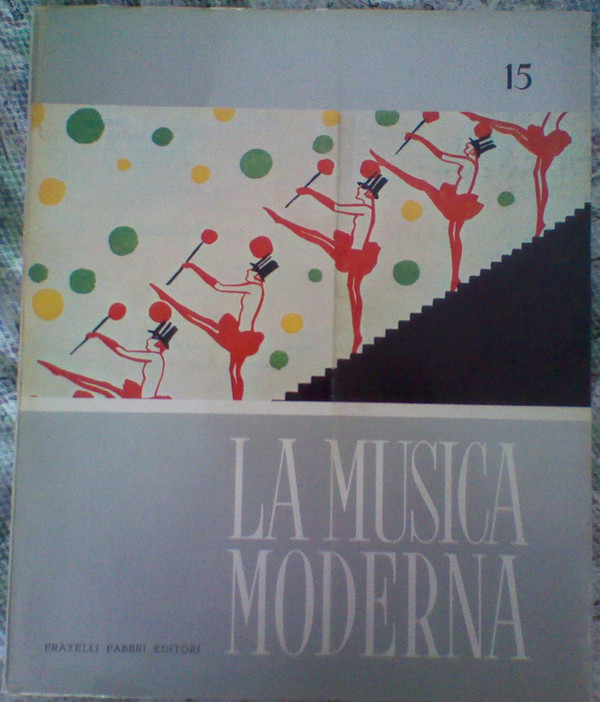 15
LA MUSICA
MODERNA
FRATELLI FABBRI EDITORI